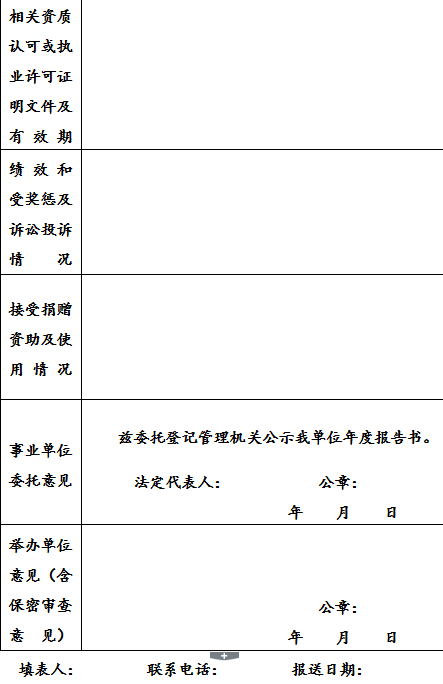 相关资质
认可或执
业许可证
明文件及
有效期
绩效和
受奖惩及
诉讼投诉
情况
接受捐赠
资助及使
用情况
事业单位
委托意见
兹委托登记管理机关公示我单位年度报告书。
法定代表人： 公章：
年 月 日
举办单位
意见（含
保密审查
意见）
公章：
年 月 日
填表人： 联系电话： 报送日期：